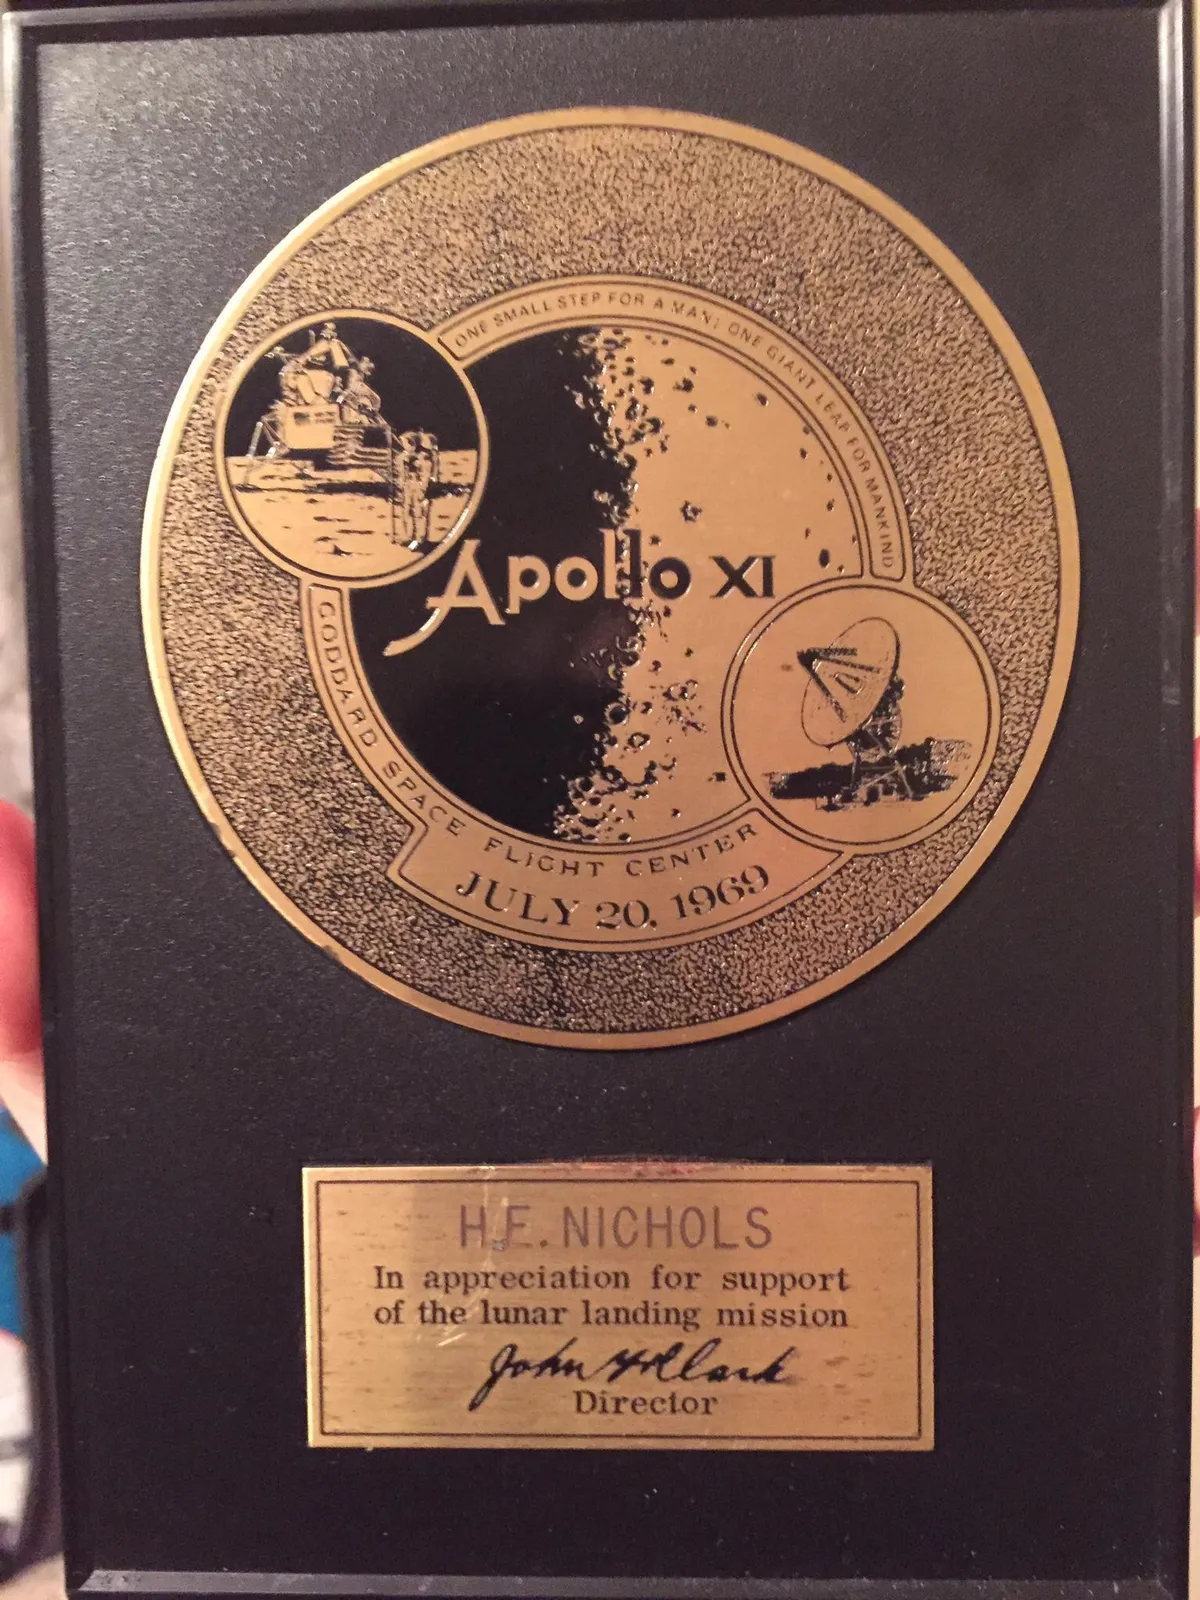 ONE SMALL STEP FOR A MAN; ONE GIANT LEAP FOR MANKIND
Apollo XI
GODDARD SPACE FLIGHT CENTER
JULY 20, 1969
H.E. NICHOLS
In appreciation for support
of the lunar landing mission
John F. Clark
Director